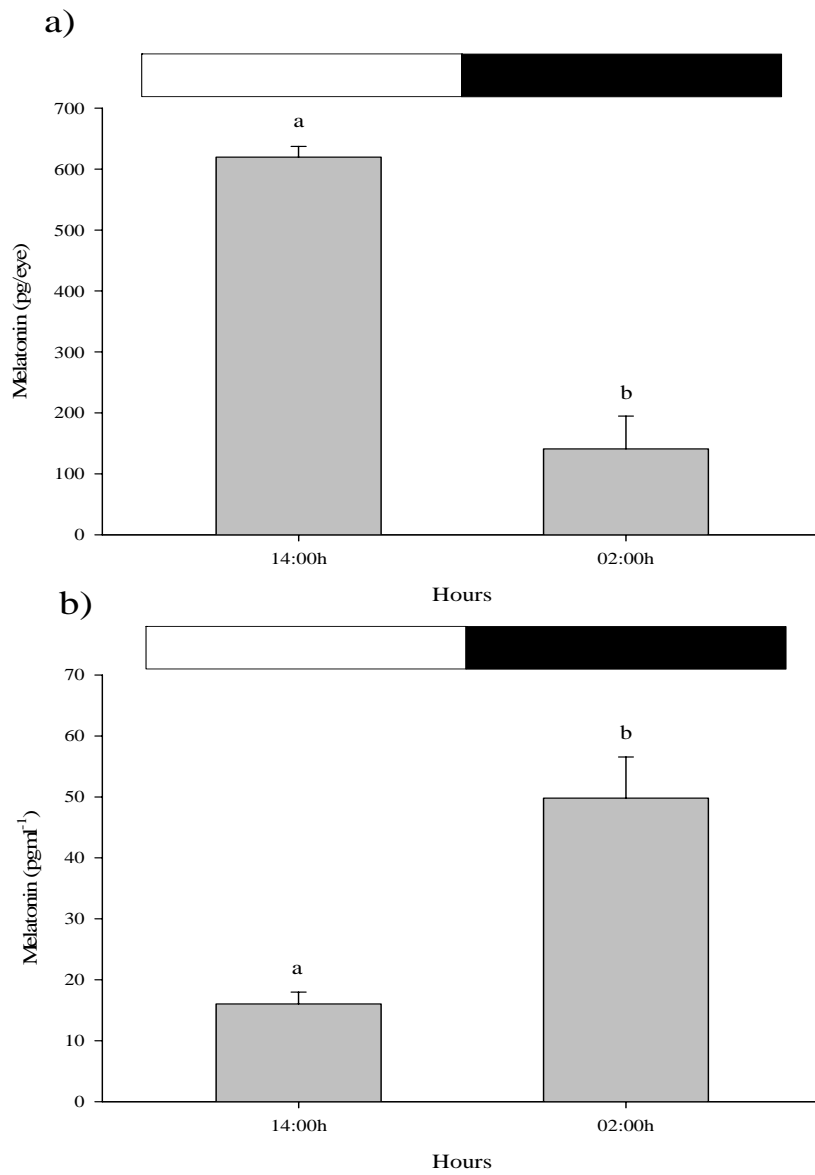 a)
700
a
600
500
400
Melatonin (pg/eye)
300
b
200
100
0
14:00h 02:00h
Hours
b)
70
b
60
50
40
Melatonin (pgml⁻¹)
30
a
20
10
0
14:00h 02:00h
Hours